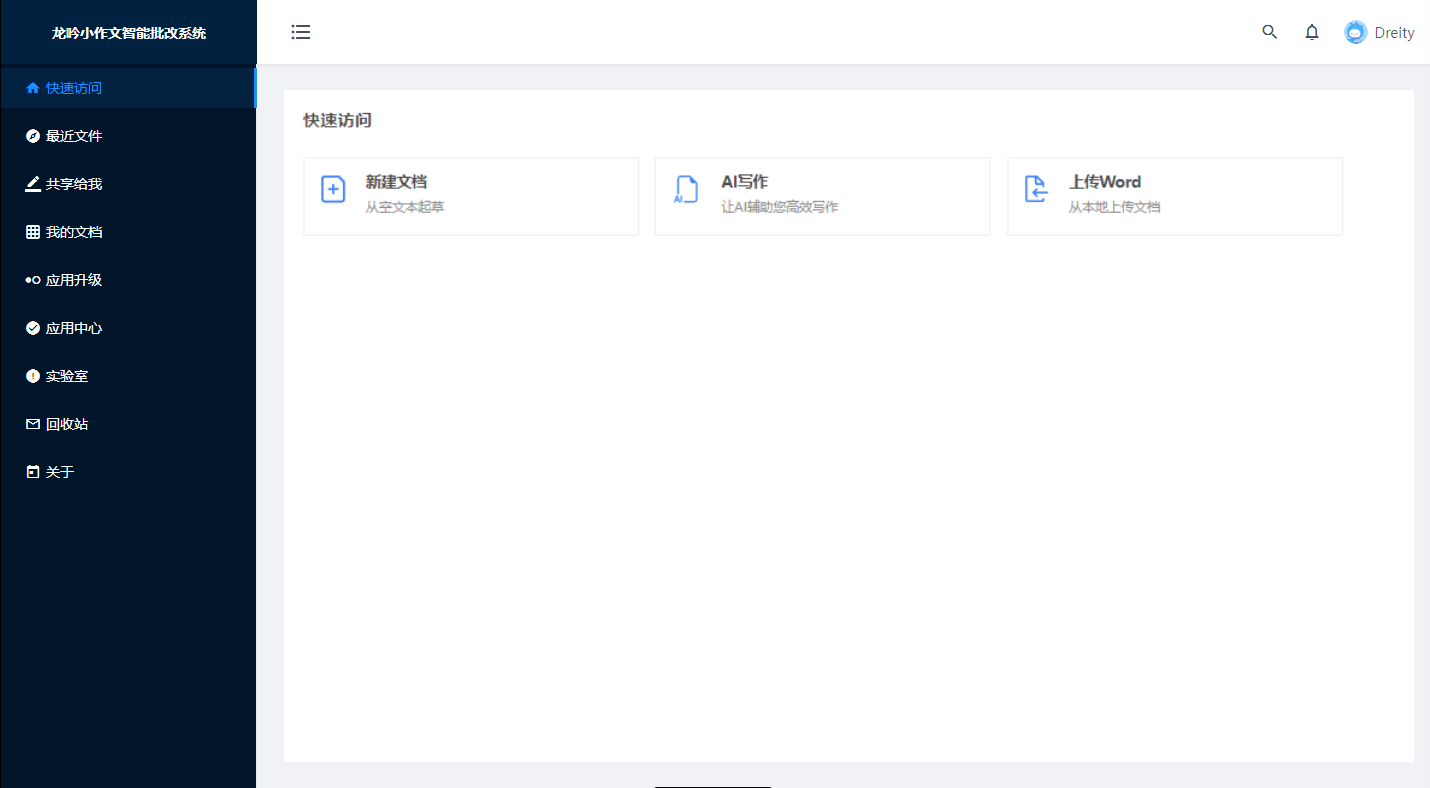 龙吟小作文智能批改系统
Dreity
快速访问
最近文件
共享给我
我的文档
应用升级
应用中心
实验室
回收站
关于
快速访问
新建文档
从空文本起草
AI写作
让AI辅助您高效写作
上传Word
从本地上传文档